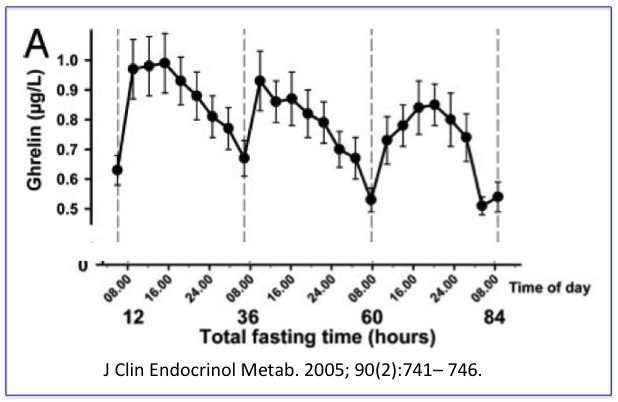 A
Ghrelin (µg/L)
1.0
0.9
0.8
0.7
0.6
0.5
0
08.00 16.00 24.00 08.00 16.00 24.00 08.00 16.00 24.00 08.00 Time of day
12 36 60 84
Total fasting time (hours)
J Clin Endocrinol Metab. 2005; 90(2):741– 746.